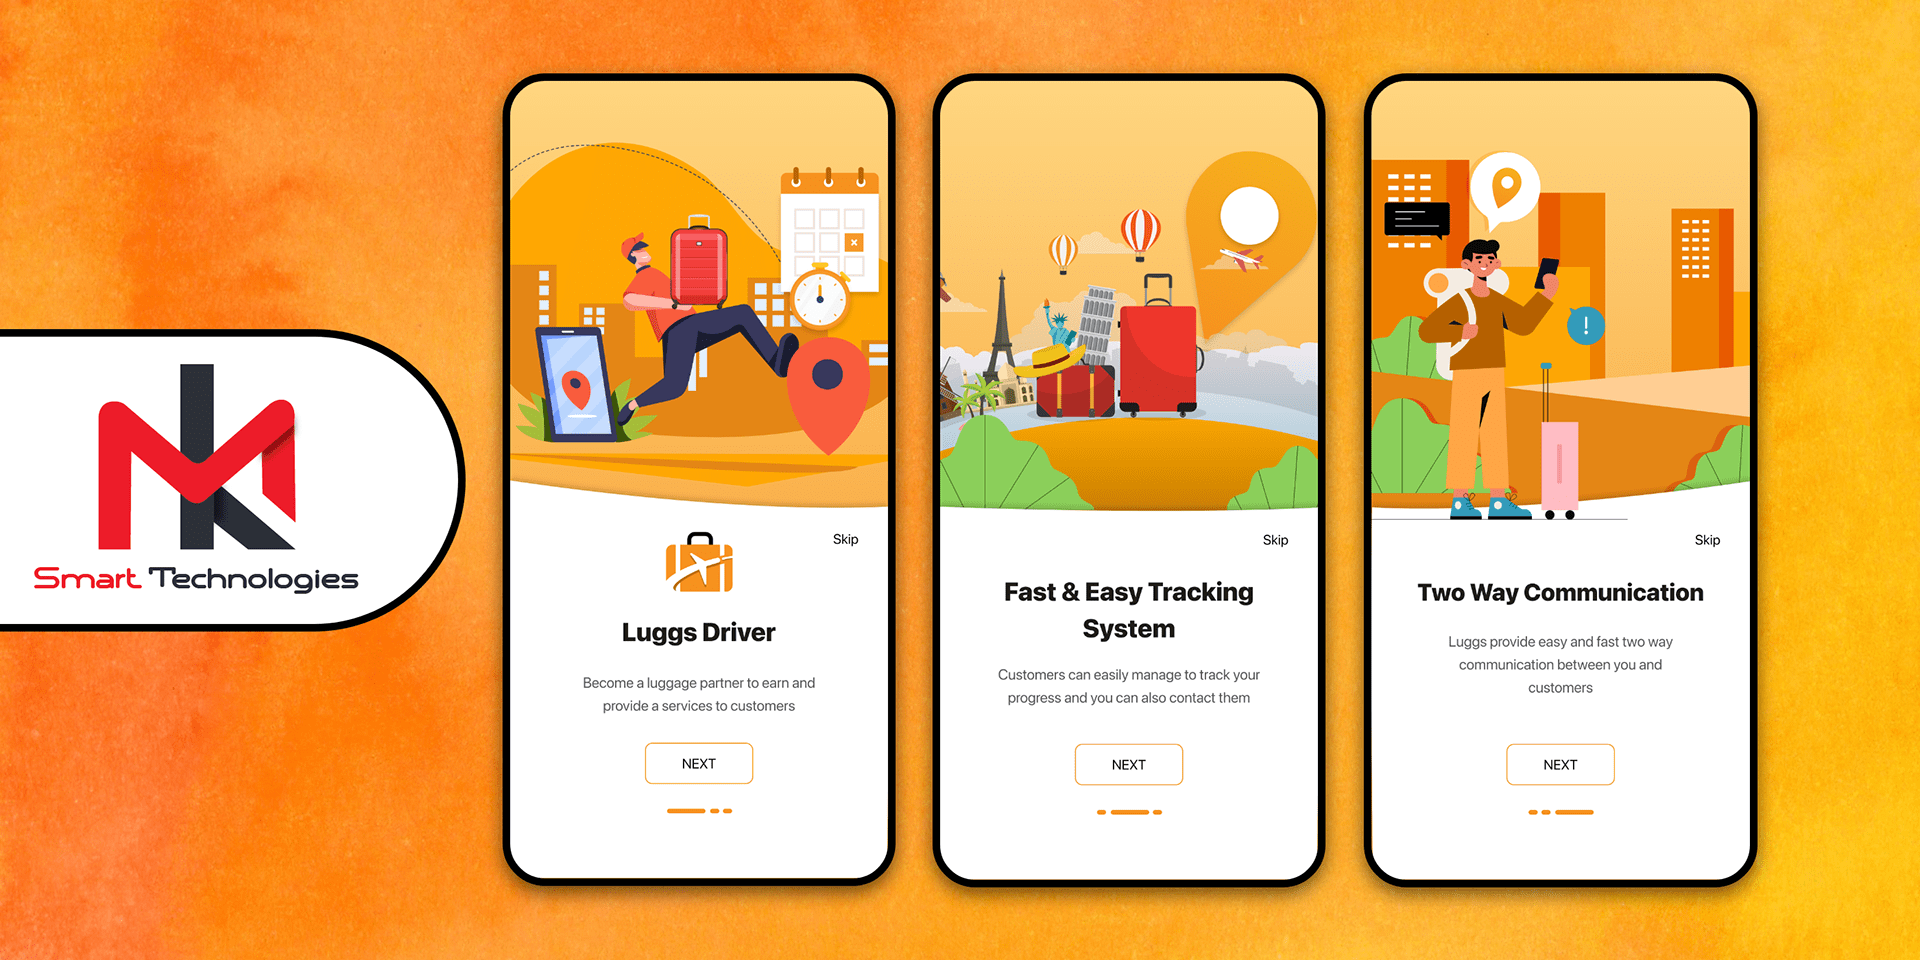 Smart Technologies
Skip
Luggs Driver
Become a luggage partner to earn and
provide a services to customers
NEXT
Skip
Fast & Easy Tracking
System
Customers can easily manage to track your
progress and you can also contact them
NEXT
!
Skip
Two Way Communication
Luggs provide easy and fast two way
communication between you and
customers
NEXT